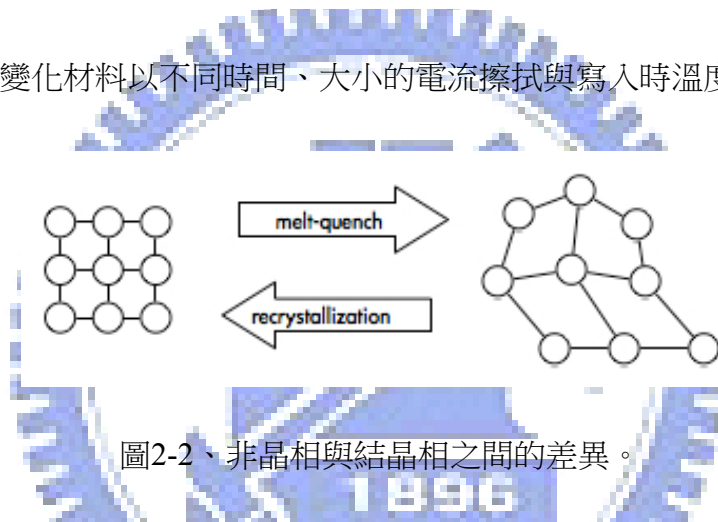 變化材料以不同時間、大小的電流擦拭與寫入時溫度
melt-quench
recrystallization
圖2-2、非晶相與結晶相之間的差異。
1896